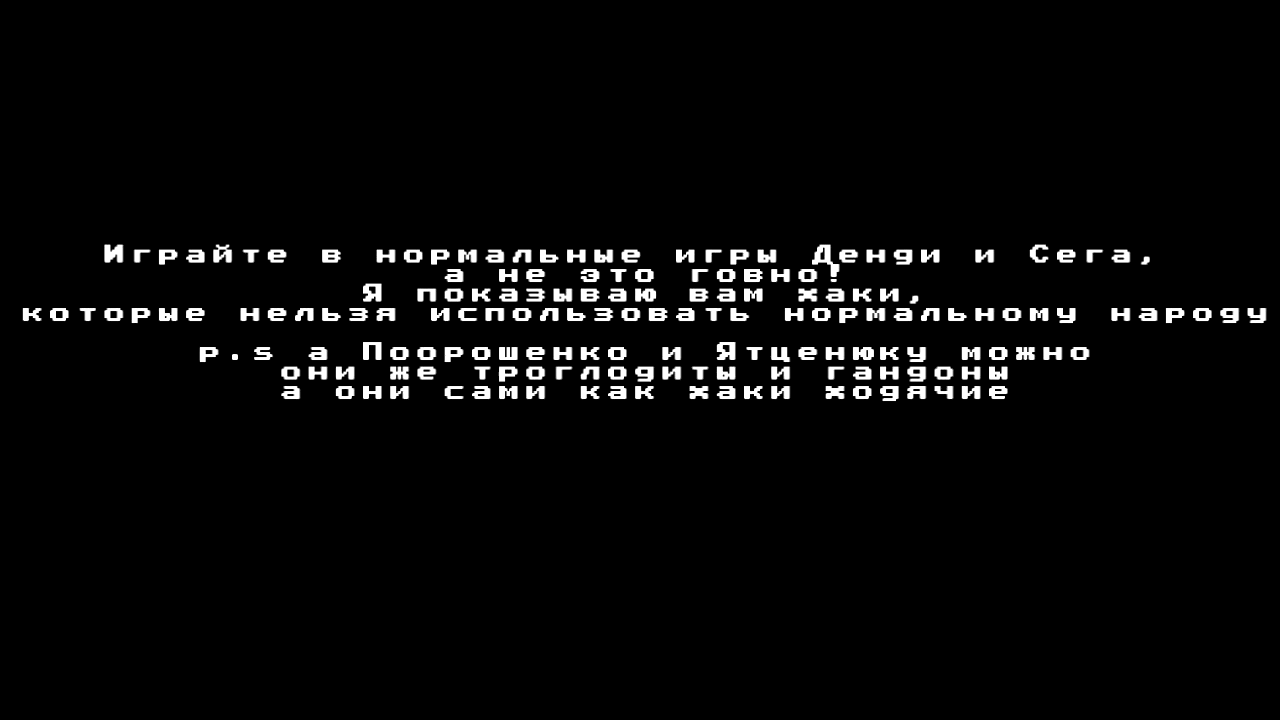 Играйте в нормальные игры Денди и Сега,
а не это говно!
Я показываю вам хаки,
которые нельзя использовать нормальному народу
p.s а Поорошенко и Ятценюку можно
они же троглодиты и гандоны
а они сами как хаки ходячие